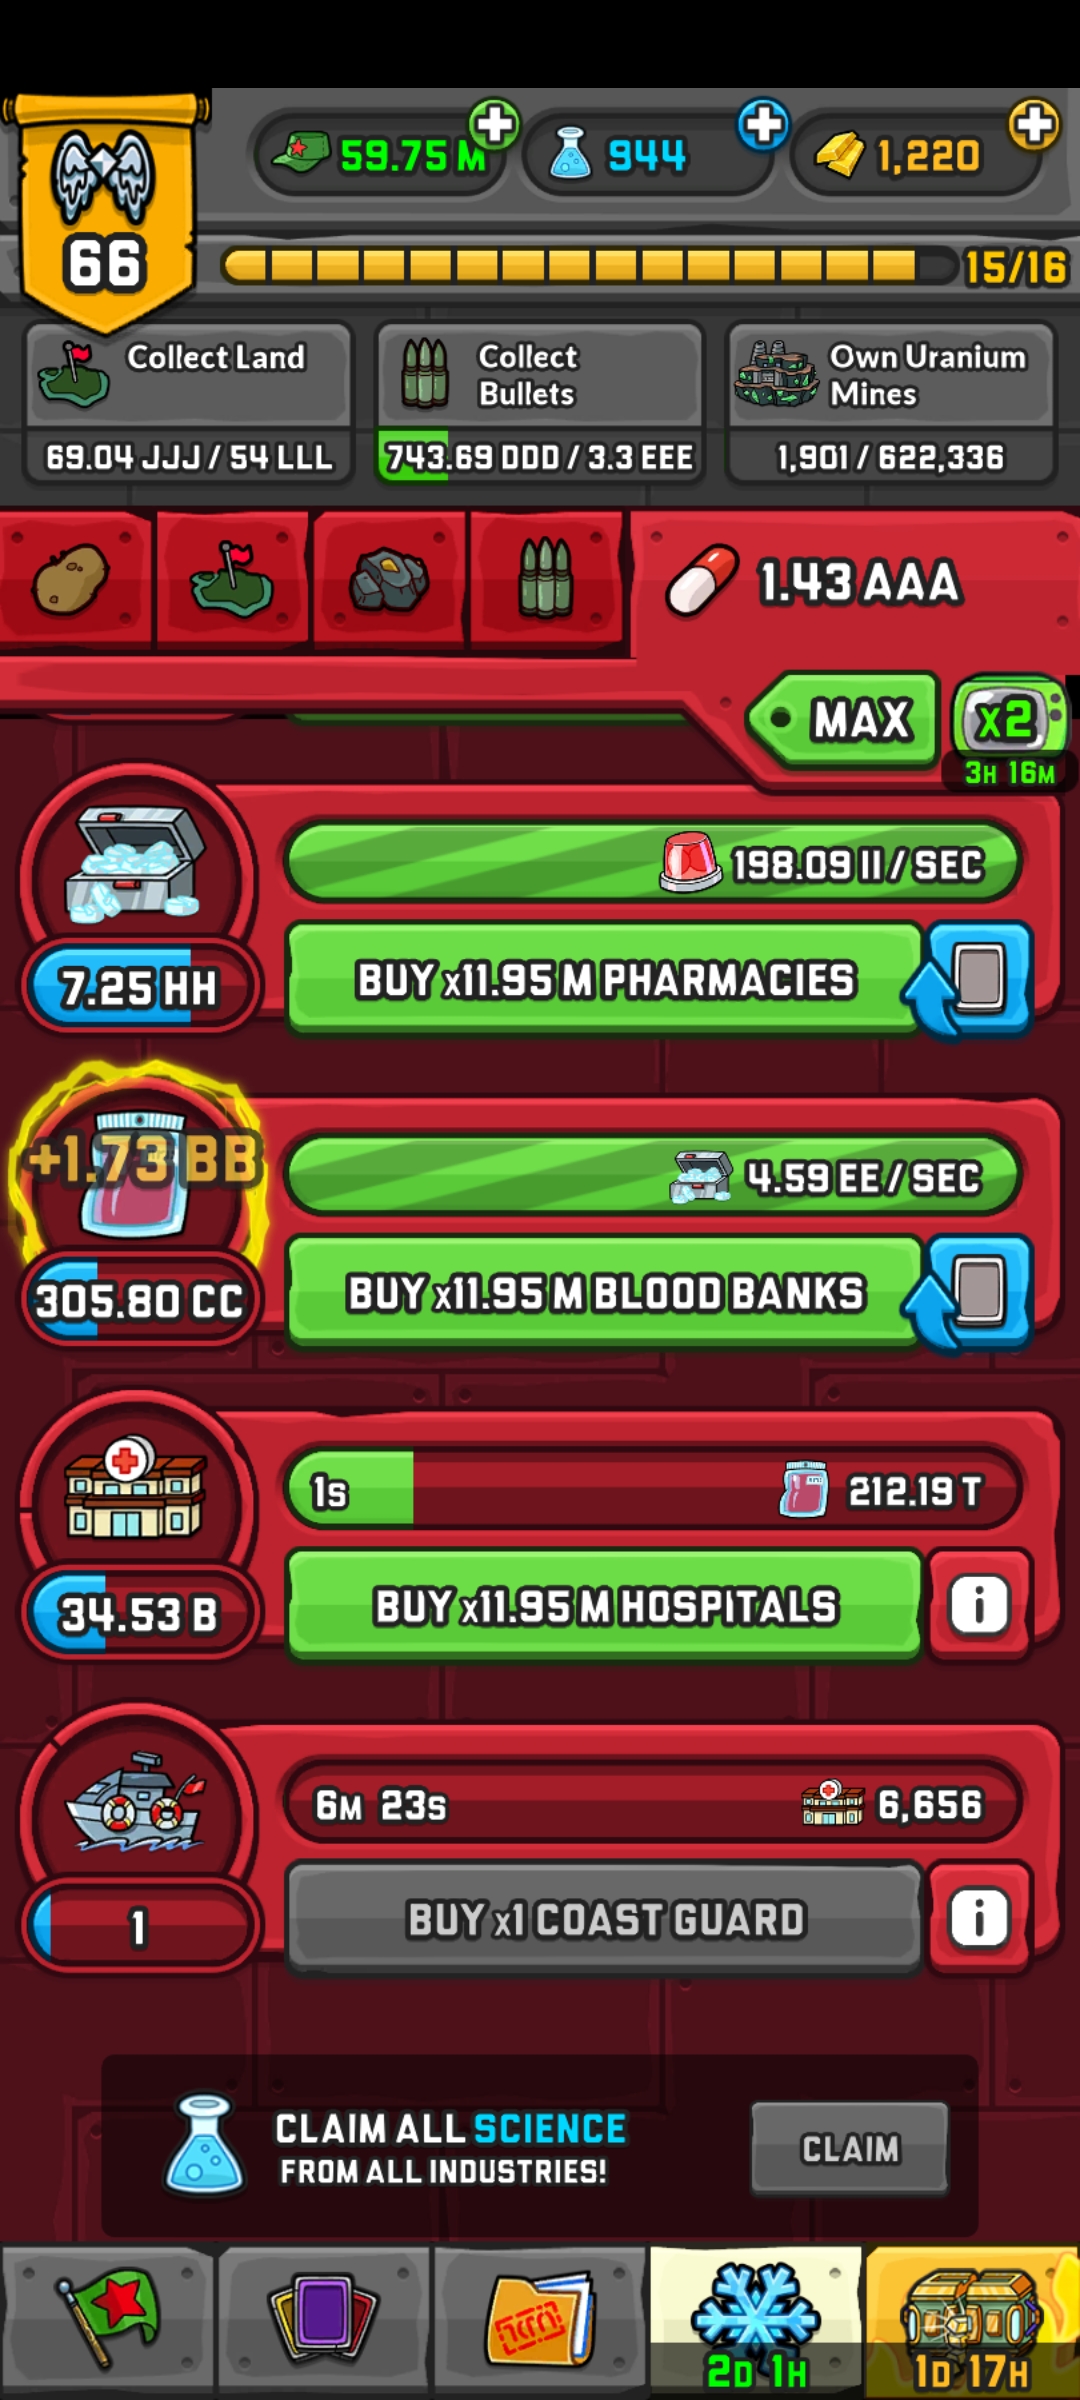 59.75 M
944
1,220
66
15/16
Collect Land
69.04 JJJ / 54 LLL
Collect
Bullets
743.69 DDD / 3.3 EEE
Own Uranium
Mines
1,901 / 622,336
1.43 AAA
MAX
x2
3H 16M
198.09 II / SEC
7.25 HH
BUY x11.95 M PHARMACIES
+1.73 BB
4.59 EE / SEC
305.80 CC
BUY x11.95 M BLOOD BANKS
1s
212.19 T
34.53 B
BUY x11.95 M HOSPITALS
i
6M 23s
6,656
1
BUY x1 COAST GUARD
i
CLAIM ALL SCIENCE
FROM ALL INDUSTRIES!
CLAIM
2D 1H
1D 17H